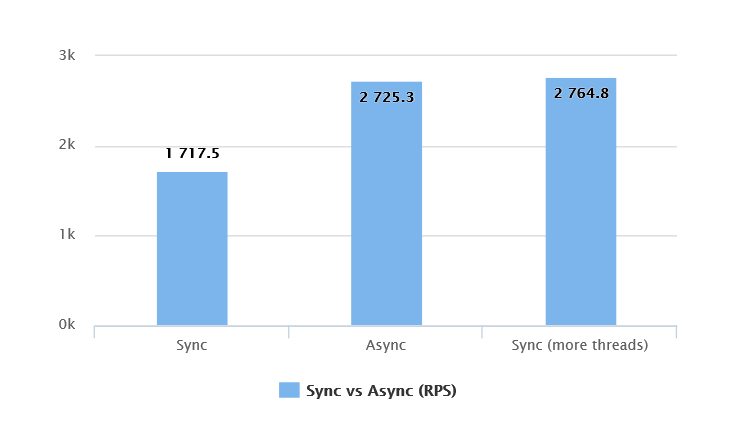 3k
2k
1k
0k
1 717.5
2 725.3
2 764.8
Sync
Async
Sync (more threads)
Sync vs Async (RPS)